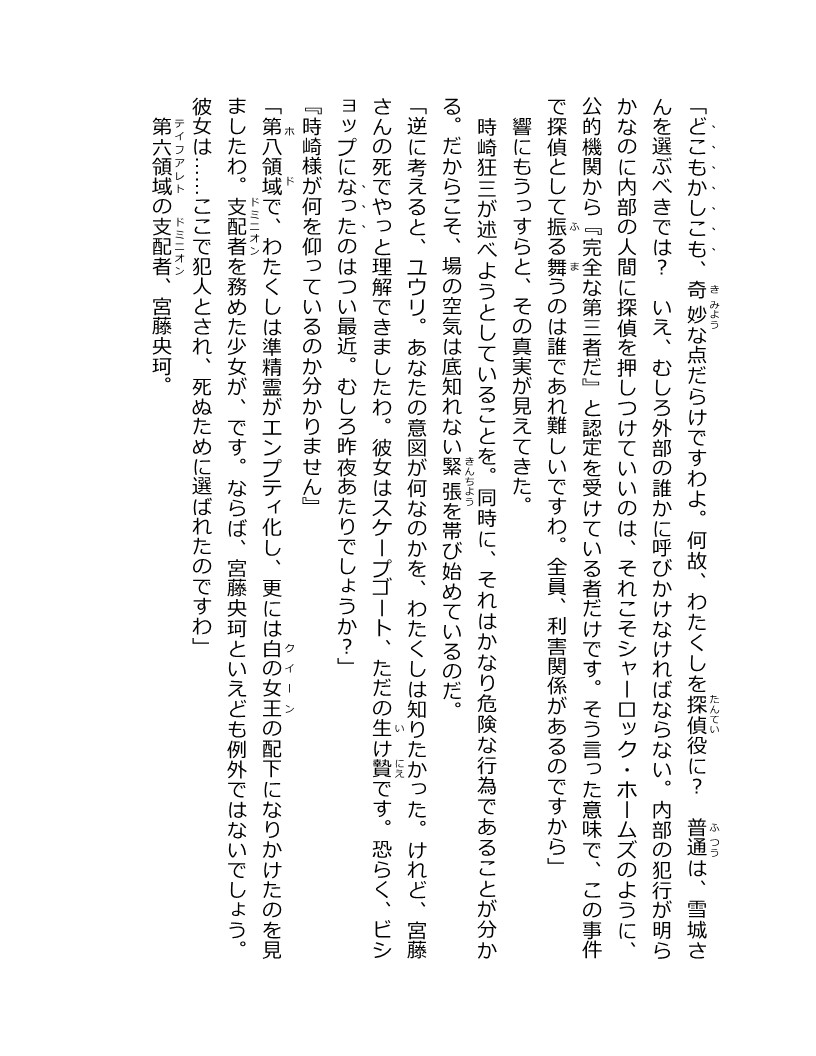 「どこもかしこも、奇妙な点だらけですわよ。何故、わたくしを探偵役に？　普通は、雪城さ
んを選ぶべきでは？　いえ、むしろ外部の誰かに呼びかけなければならない。内部の犯行が明ら
かなのに内部の人間に探偵を押しつけていいのは、それこそシャーロック・ホームズのように、
公的機関から『完全な第三者だ』と認定を受けている者だけです。そう言った意味で、この事件
で探偵として振る舞うのは誰であれ難しいですわ。全員、利害関係があるのですから」
響にもうっすらと、その真実が見えてきた。
時崎狂三が述べようとしていることを。同時に、それはかなり危険な行為であることが分か
る。だからこそ、場の空気は底知れない緊張を帯び始めているのだ。
「逆に考えると、ユウリ。あなたの意図が何なのかを、わたくしは知りたかった。けれど、宮藤
さんの死でやっと理解できましたわ。彼女はスケープゴート、ただの生け贄です。恐らく、ビシ
ョップになったのはつい最近。むしろ昨夜あたりでしょうか？」
『時崎様が何を仰っているのか分かりません』
「第八領域で、わたくしは準精霊がエンプティ化し、更には白の女王の配下になりかけたのを見
ましたわ。支配者を務めた少女が、です。ならば、宮藤央珂といえども例外ではないでしょう。
彼女は……ここで犯人とされ、死ぬために選ばれたのですわ」
第六領域の支配者、宮藤央珂。